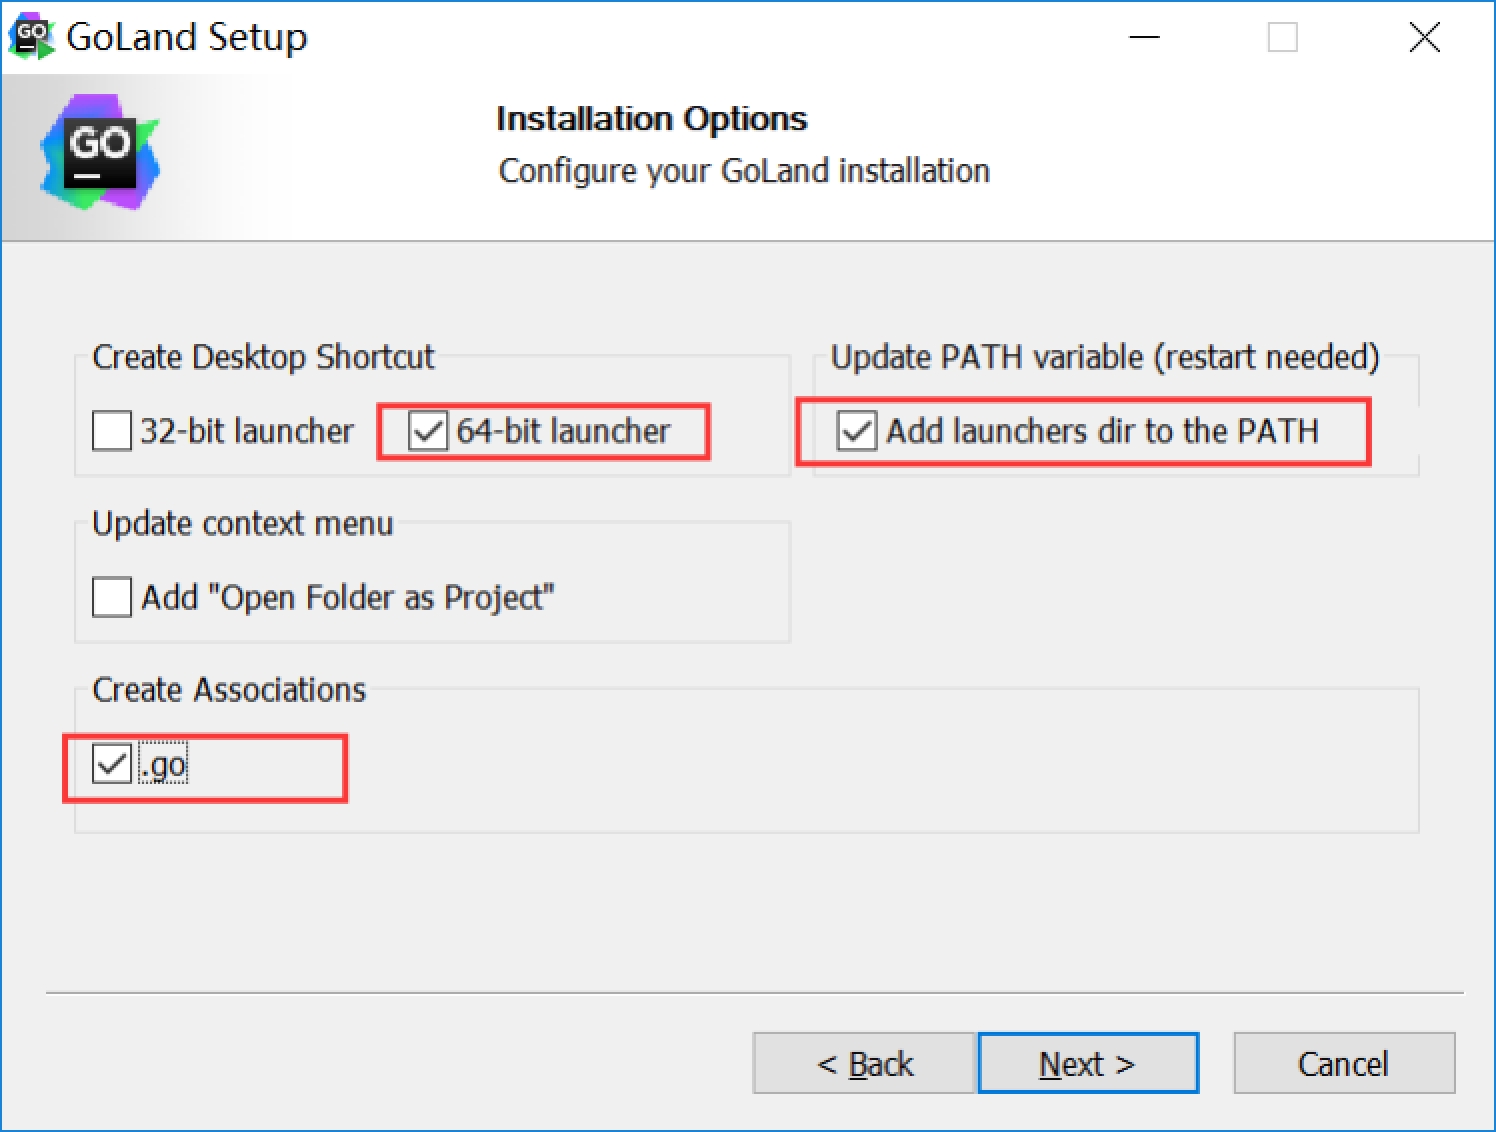 GoLand Setup
GO
Installation Options
Configure your GoLand installation
Create Desktop Shortcut
32-bit launcher
64-bit launcher
Update PATH variable (restart needed)
Add launchers dir to the PATH
Update context menu
Add "Open Folder as Project"
Create Associations
.go
< Back
Next >
Cancel